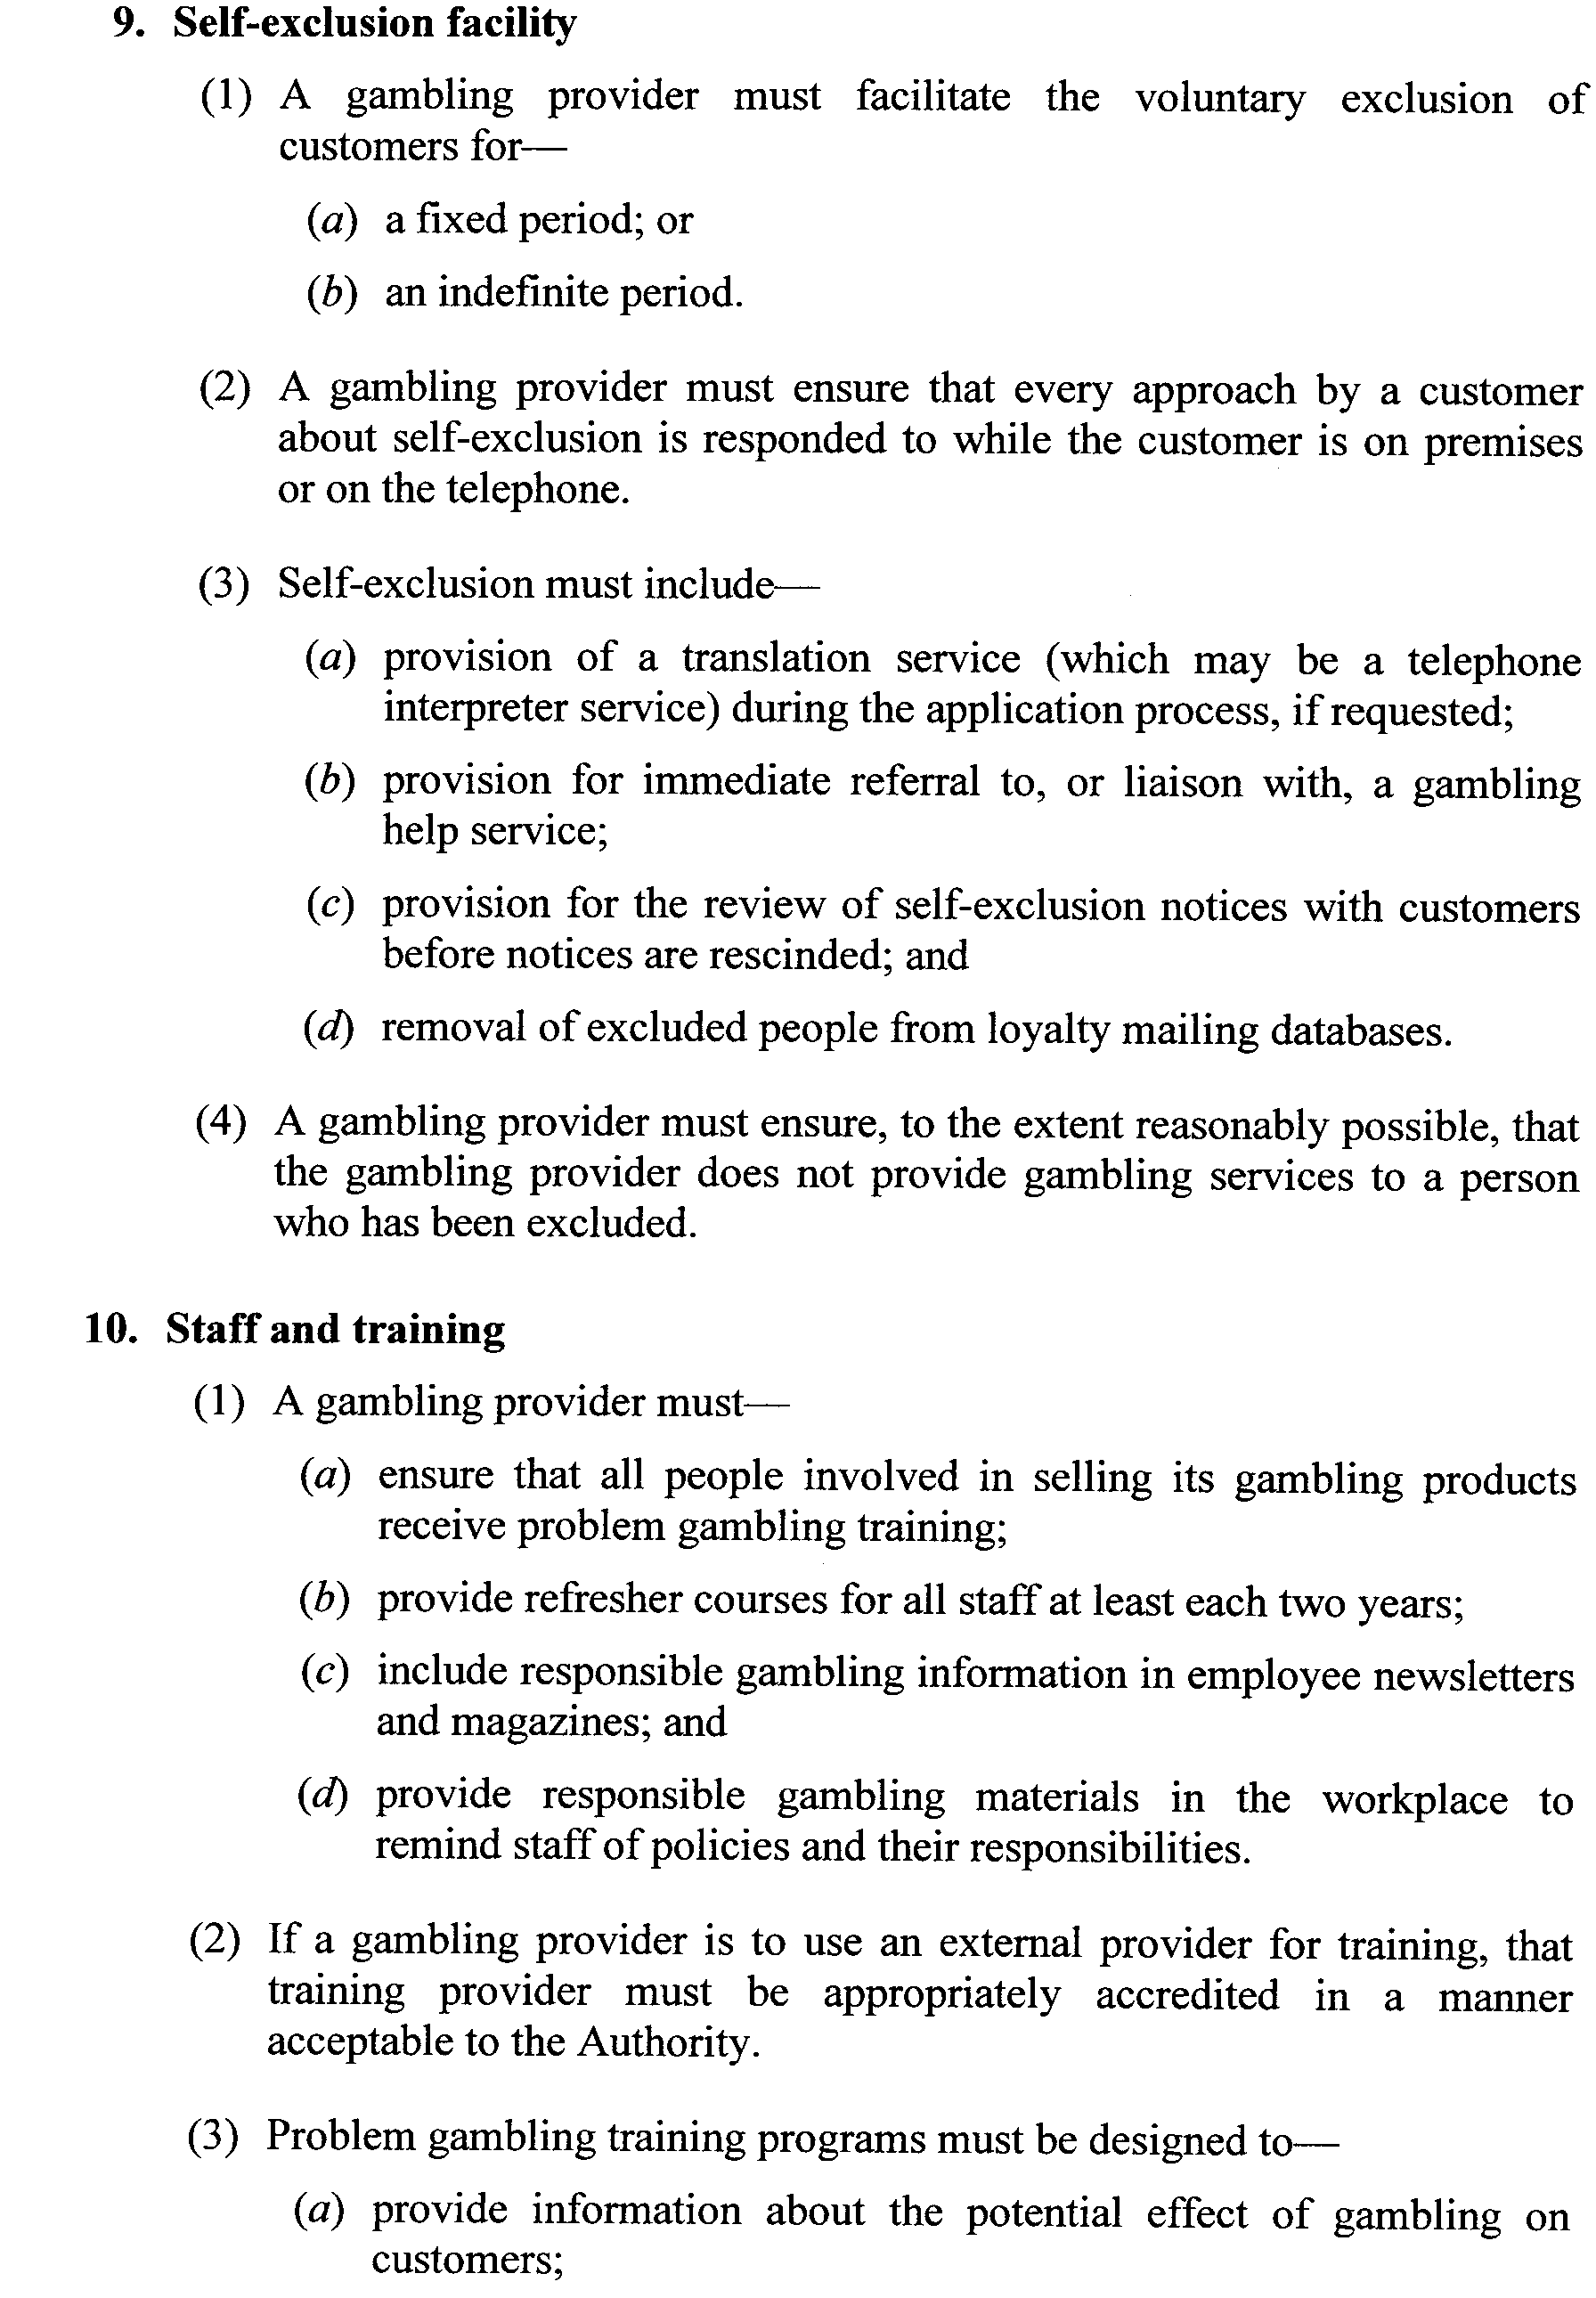 9. Self-exclusion facility
(1) A gambling provider must facilitate the voluntary exclusion of
customers for—
(a) a fixed period; or
(b) an indefinite period.
(2) A gambling provider must ensure that every approach by a customer
about self-exclusion is responded to while the customer is on premises
or on the telephone.
(3) Self-exclusion must include—
(a) provision of a translation service (which may be a telephone
interpreter service) during the application process, if requested;
(b) provision for immediate referral to, or liaison with, a gambling
help service;
(c) provision for the review of self-exclusion notices with customers
before notices are rescinded; and
(d) removal of excluded people from loyalty mailing databases.
(4) A gambling provider must ensure, to the extent reasonably possible, that
the gambling provider does not provide gambling services to a person
who has been excluded.
10. Staff and training
(1) A gambling provider must—
(a) ensure that all people involved in selling its gambling products
receive problem gambling training;
(b) provide refresher courses for all staff at least each two years;
(c) include responsible gambling information in employee newsletters
and magazines; and
(d) provide responsible gambling materials in the workplace to
remind staff of policies and their responsibilities.
(2) If a gambling provider is to use an external provider for training, that
training provider must be appropriately accredited in a manner
acceptable to the Authority.
(3) Problem gambling training programs must be designed to—
(a) provide information about the potential effect of gambling on
customers;